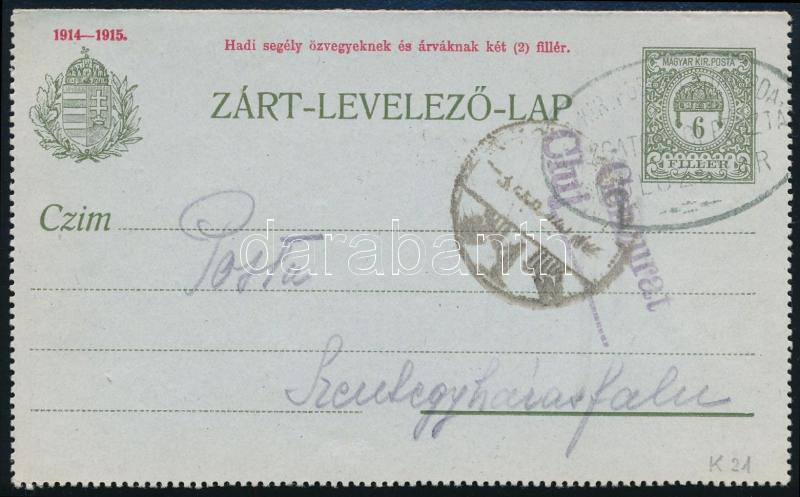 1914—1915.
Hadi segély özvegyeknek és árváknak két (2) fillér.
MAGYAR KIR. POSTA
6
FILLÉR
ZÁRT-LEVELEZŐ-LAP
Cenzurat
Cluj
Czim
darabanth
Posta
Szentegyházasfalu
K 21